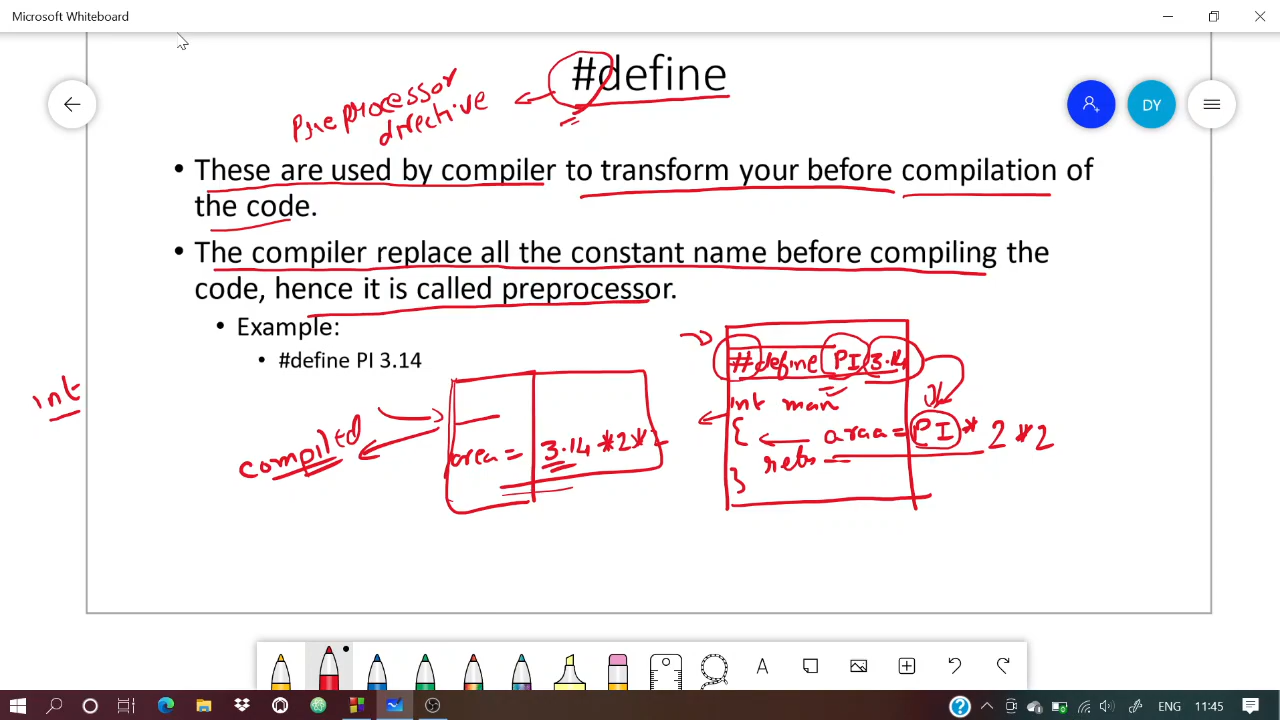 Microsoft Whiteboard
#define
Preprocessor
directive
DY
• These are used by compiler to transform your before compilation of
the code.
• The compiler replace all the constant name before compiling the
code, hence it is called preprocessor.
• Example:
• #define PI 3.14
#define PI 3.14
int
int man
{ area = PI * 2 * 2
compiled
area = 3.14 * 2 * 2
}
A
ENG 11:45